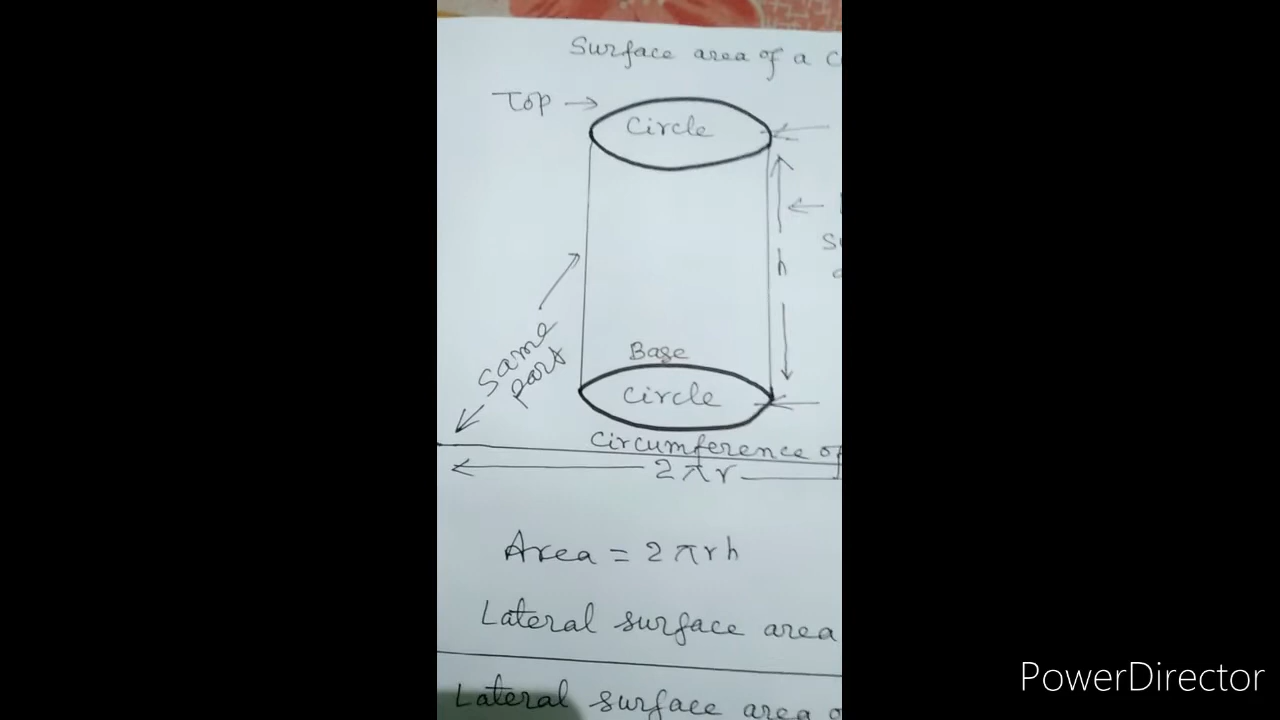 Surface area of a
Top →
Circle
h
Same
part
Base
Circle
Circumference of
2πr
Area = 2πrh
Lateral surface area
Lateral surface area
PowerDirector